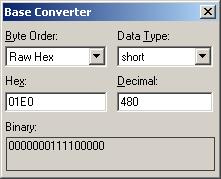 Base Converter
Byte Order: Data Type:
Raw Hex short
Hex: Decimal:
01E0 480
Binary:
0000000111100000